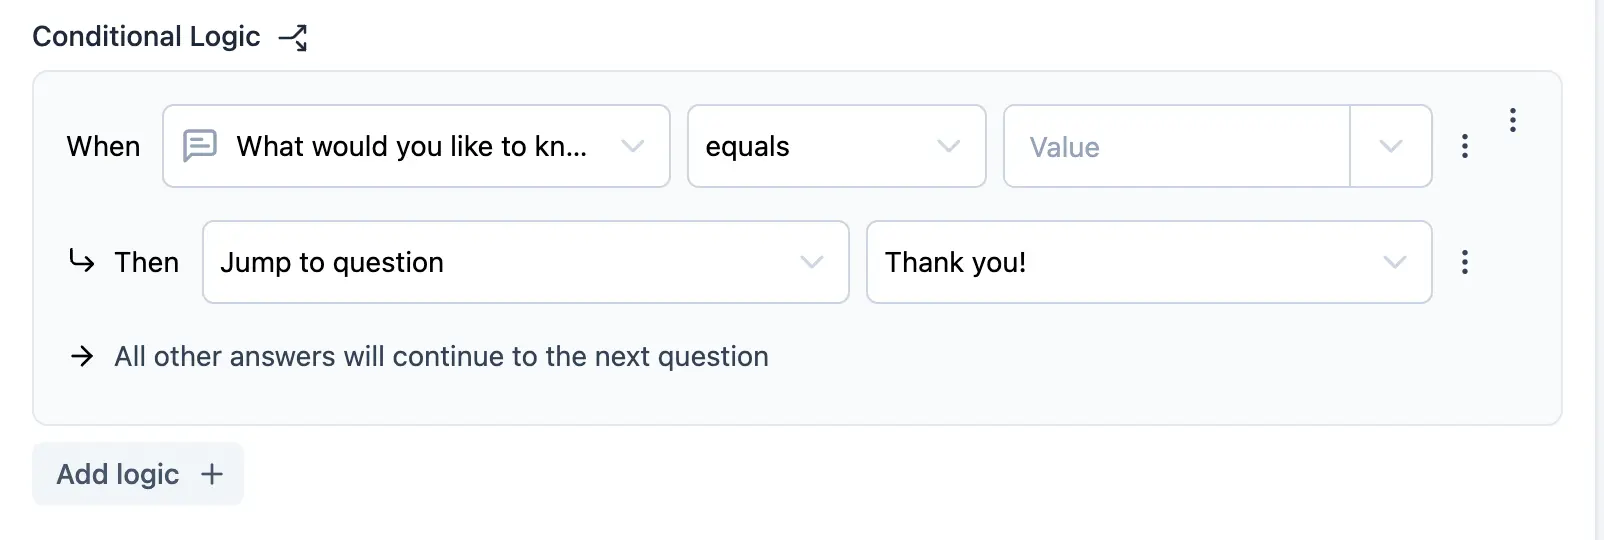 Conditional Logic
When What would you like to kn... equals Value
Then Jump to question Thank you!
All other answers will continue to the next question
Add logic +